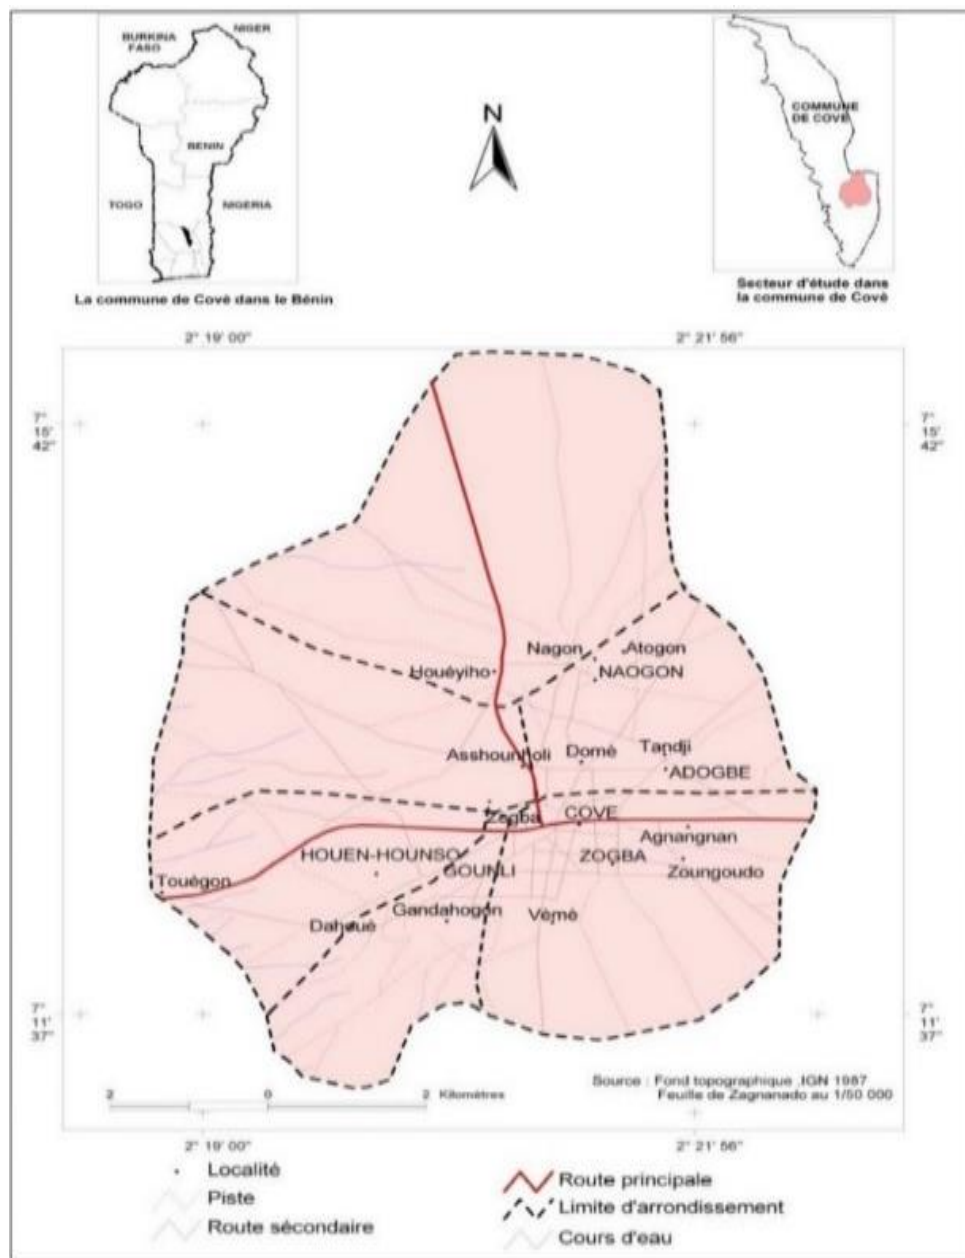 BURKINA
FASO
NIGER
BENIN
TOGO
NIGERIA
La commune de Covè dans le Bénin
N
COMMUNE
DE COVE
Secteur d'étude dans
la commune de Covè
2° 19' 00"
2° 21' 56"
7°
15'
42"
7°
15'
42"
Nagon
Atogon
Houéyiho
NAOGON
Asshounholi
Domè
Tandji
ADOGBE
Zogba
COVE
Agnangnan
HOUEN-HOUNSO
GOUNLI
ZOGBA
Zoungoudo
Touégon
Gandahogon
Vèmè
Dahoué
7°
11'
37"
7°
11'
37"
Source : Fond topographique ,IGN 1987
Feuille de Zagnanado au 1/50 000
2 0 2 Kilomètres
2° 19' 00"
2° 21' 56"
Localité
Piste
Route sécondaire
Route principale
Limite d'arrondissement
Cours d'eau